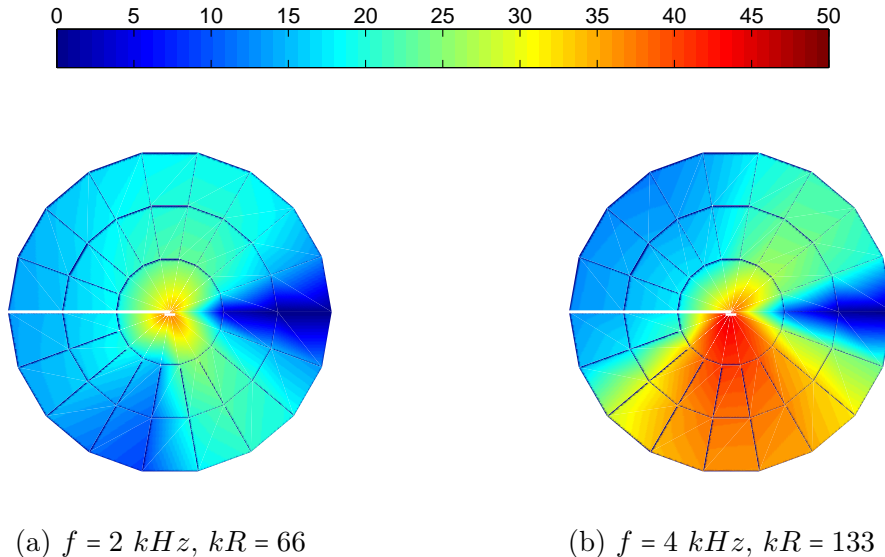 0 5 10 15 20 25 30 35 40 45 50
(a) f = 2 kHz, kR = 66
(b) f = 4 kHz, kR = 133